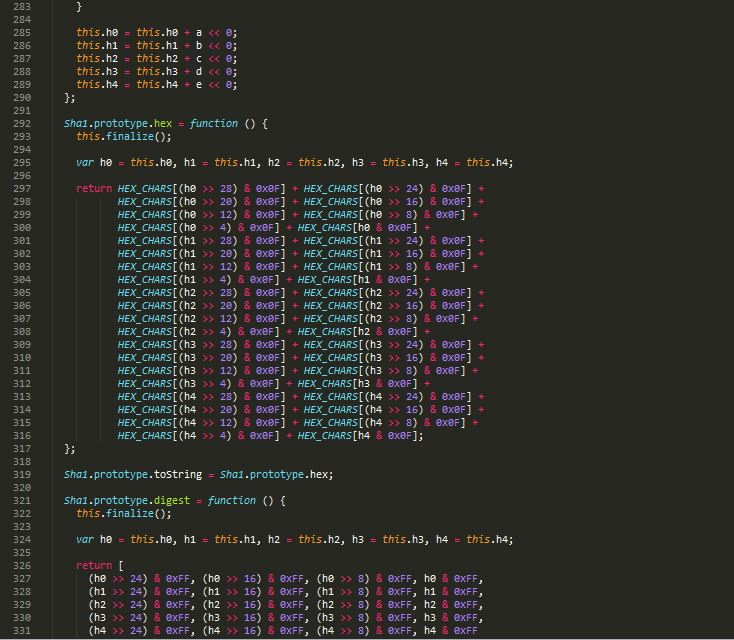 283 }
284
285 this.h0 = this.h0 + a << 0;
286 this.h1 = this.h1 + b << 0;
287 this.h2 = this.h2 + c << 0;
288 this.h3 = this.h3 + d << 0;
289 this.h4 = this.h4 + e << 0;
290 };
291
292 Sha1.prototype.hex = function () {
293 this.finalize();
294
295 var h0 = this.h0, h1 = this.h1, h2 = this.h2, h3 = this.h3, h4 = this.h4;
296
297 return HEX_CHARS[(h0 >> 28) & 0x0F] + HEX_CHARS[(h0 >> 24) & 0x0F] +
298 HEX_CHARS[(h0 >> 20) & 0x0F] + HEX_CHARS[(h0 >> 16) & 0x0F] +
299 HEX_CHARS[(h0 >> 12) & 0x0F] + HEX_CHARS[(h0 >> 8) & 0x0F] +
300 HEX_CHARS[(h0 >> 4) & 0x0F] + HEX_CHARS[h0 & 0x0F] +
301 HEX_CHARS[(h1 >> 28) & 0x0F] + HEX_CHARS[(h1 >> 24) & 0x0F] +
302 HEX_CHARS[(h1 >> 20) & 0x0F] + HEX_CHARS[(h1 >> 16) & 0x0F] +
303 HEX_CHARS[(h1 >> 12) & 0x0F] + HEX_CHARS[(h1 >> 8) & 0x0F] +
304 HEX_CHARS[(h1 >> 4) & 0x0F] + HEX_CHARS[h1 & 0x0F] +
305 HEX_CHARS[(h2 >> 28) & 0x0F] + HEX_CHARS[(h2 >> 24) & 0x0F] +
306 HEX_CHARS[(h2 >> 20) & 0x0F] + HEX_CHARS[(h2 >> 16) & 0x0F] +
307 HEX_CHARS[(h2 >> 12) & 0x0F] + HEX_CHARS[(h2 >> 8) & 0x0F] +
308 HEX_CHARS[(h2 >> 4) & 0x0F] + HEX_CHARS[h2 & 0x0F] +
309 HEX_CHARS[(h3 >> 28) & 0x0F] + HEX_CHARS[(h3 >> 24) & 0x0F] +
310 HEX_CHARS[(h3 >> 20) & 0x0F] + HEX_CHARS[(h3 >> 16) & 0x0F] +
311 HEX_CHARS[(h3 >> 12) & 0x0F] + HEX_CHARS[(h3 >> 8) & 0x0F] +
312 HEX_CHARS[(h3 >> 4) & 0x0F] + HEX_CHARS[h3 & 0x0F] +
313 HEX_CHARS[(h4 >> 28) & 0x0F] + HEX_CHARS[(h4 >> 24) & 0x0F] +
314 HEX_CHARS[(h4 >> 20) & 0x0F] + HEX_CHARS[(h4 >> 16) & 0x0F] +
315 HEX_CHARS[(h4 >> 12) & 0x0F] + HEX_CHARS[(h4 >> 8) & 0x0F] +
316 HEX_CHARS[(h4 >> 4) & 0x0F] + HEX_CHARS[h4 & 0x0F];
317 };
318
319 Sha1.prototype.toString = Sha1.prototype.hex;
320
321 Sha1.prototype.digest = function () {
322 this.finalize();
323
324 var h0 = this.h0, h1 = this.h1, h2 = this.h2, h3 = this.h3, h4 = this.h4;
325
326 return [
327 (h0 >> 24) & 0xFF, (h0 >> 16) & 0xFF, (h0 >> 8) & 0xFF, h0 & 0xFF,
328 (h1 >> 24) & 0xFF, (h1 >> 16) & 0xFF, (h1 >> 8) & 0xFF, h1 & 0xFF,
329 (h2 >> 24) & 0xFF, (h2 >> 16) & 0xFF, (h2 >> 8) & 0xFF, h2 & 0xFF,
330 (h3 >> 24) & 0xFF, (h3 >> 16) & 0xFF, (h3 >> 8) & 0xFF, h3 & 0xFF,
331 (h4 >> 24) & 0xFF, (h4 >> 16) & 0xFF, (h4 >> 8) & 0xFF, h4 & 0xFF